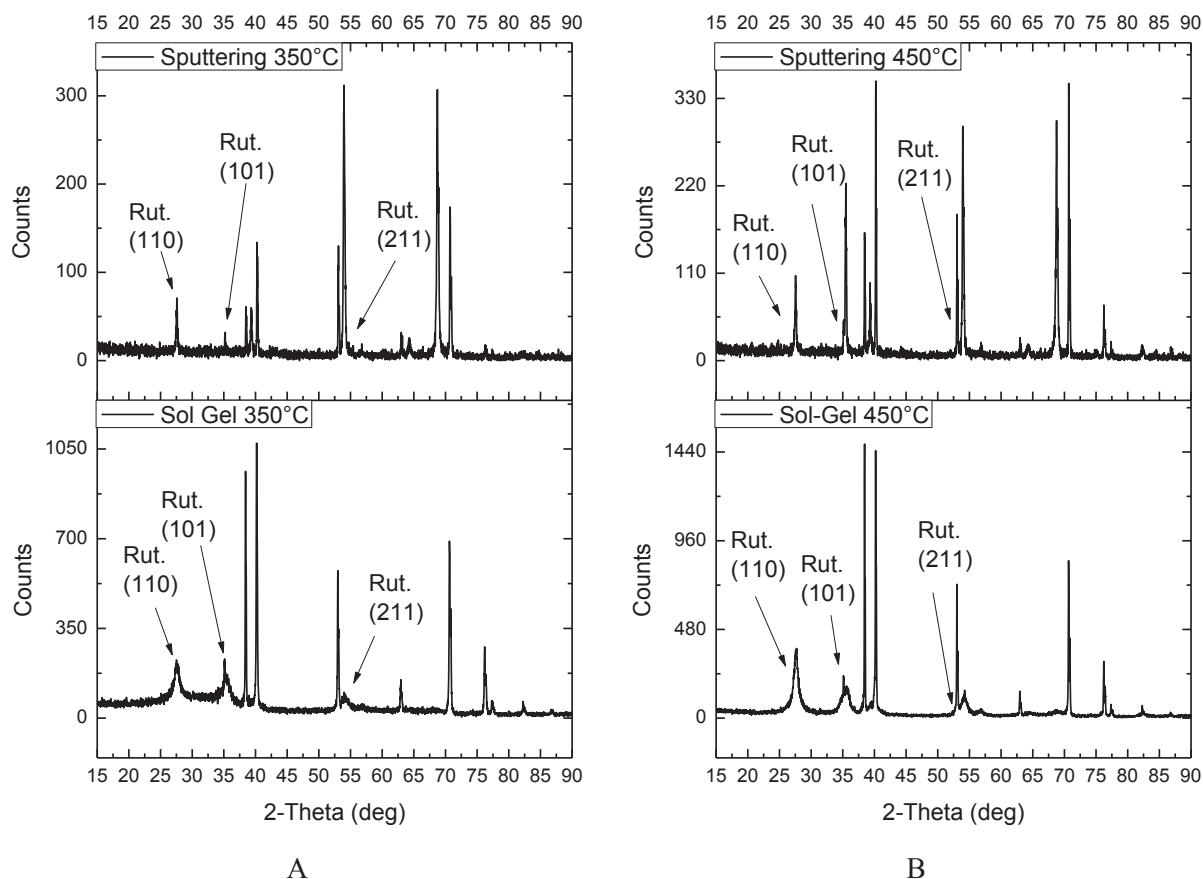 15 20 25 30 35 40 45 50 55 60 65 70 75 80 85 90
Sputtering 350°C
300
200
100
0
Counts
Rut.
(110)
Rut.
(101)
Rut.
(211)
Sol Gel 350°C
1050
700
350
0
Counts
Rut.
(110)
Rut.
(101)
Rut.
(211)
15 20 25 30 35 40 45 50 55 60 65 70 75 80 85 90
2-Theta (deg)
A
15 20 25 30 35 40 45 50 55 60 65 70 75 80 85 90
Sputtering 450°C
330
220
110
0
Counts
Rut.
(110)
Rut.
(101)
Rut.
(211)
Sol-Gel 450°C
1440
960
480
0
Counts
Rut.
(110)
Rut.
(101)
Rut.
(211)
15 20 25 30 35 40 45 50 55 60 65 70 75 80 85 90
2-Theta (deg)
B